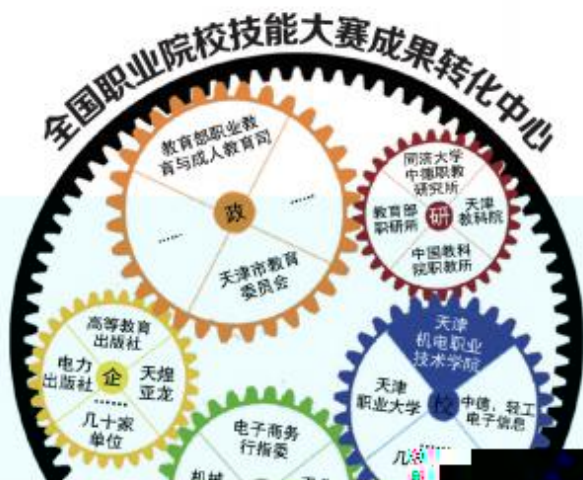 全国职业院校技能大赛成果转化中心
教育部职业教
育与成人教育司
……
政
……
天津市教育
委员会
同济大学
中德职教
研究所
教育部
职研所
研
天津
教科院
中国教科
院职教所
高等教育
出版社
电力
出版社
企
天煌
亚龙
……
几十家
单位
天津
机电职业
技术学院
天津
职业大学
校
中德、轻工
电子信息
……
电子商务
行指委
机械